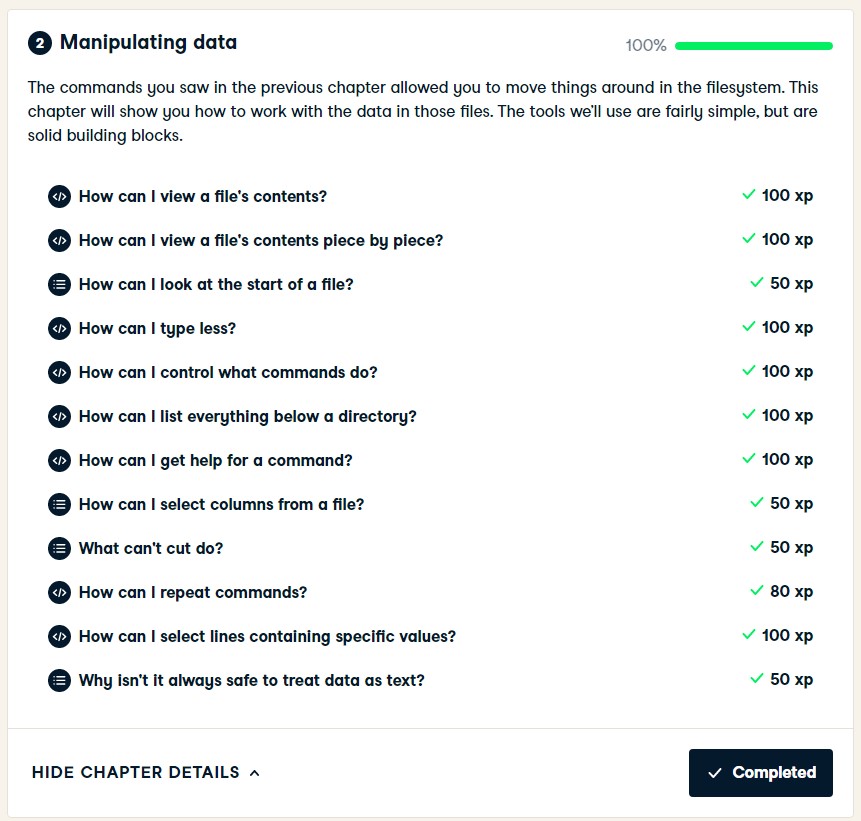 2 Manipulating data 100%
The commands you saw in the previous chapter allowed you to move things around in the filesystem. This
chapter will show you how to work with the data in those files. The tools we'll use are fairly simple, but are
solid building blocks.
How can I view a file's contents? 100 xp
How can I view a file's contents piece by piece? 100 xp
How can I look at the start of a file? 50 xp
How can I type less? 100 xp
How can I control what commands do? 100 xp
How can I list everything below a directory? 100 xp
How can I get help for a command? 100 xp
How can I select columns from a file? 50 xp
What can't cut do? 50 xp
How can I repeat commands? 80 xp
How can I select lines containing specific values? 100 xp
Why isn't it always safe to treat data as text? 50 xp
HIDE CHAPTER DETAILS Completed